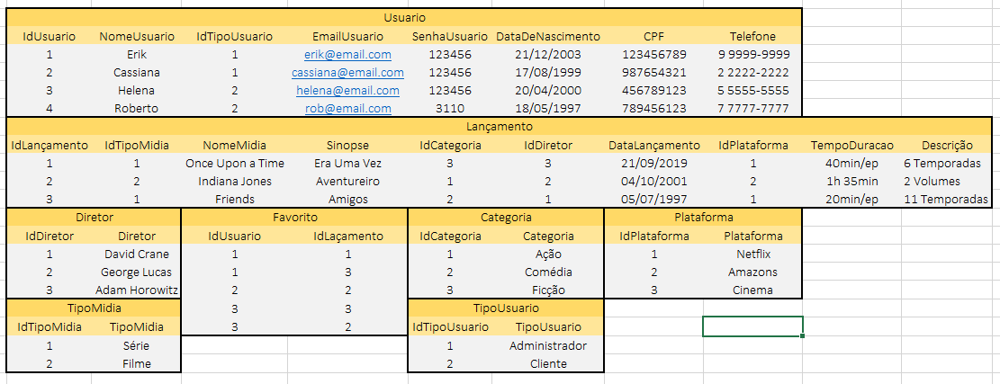 Usuario
IdUsuario NomeUsuario IdTipoUsuario EmailUsuario SenhaUsuario DataDeNascimento CPF Telefone
1 Erik 1 erik@email.com 123456 21/12/2003 123456789 9 9999-9999
2 Cassiana 1 cassiana@email.com 123456 17/08/1999 987654321 2 2222-2222
3 Helena 2 helena@email.com 123456 20/04/2000 456789123 5 5555-5555
4 Roberto 2 rob@email.com 3110 18/05/1997 789456123 7 7777-7777
Lançamento
IdLançamento IdTipoMidia NomeMidia Sinopse IdCategoria IdDiretor DataLançamento IdPlataforma TempoDuracao Descrição
1 1 Once Upon a Time Era Uma Vez 3 3 21/09/2019 1 40min/ep 6 Temporadas
2 2 Indiana Jones Aventureiro 1 2 04/10/2001 2 1h 35min 2 Volumes
3 1 Friends Amigos 2 1 05/07/1997 1 20min/ep 11 Temporadas
Diretor Favorito Categoria Plataforma
IdDiretor Diretor IdUsuario IdLaçamento IdCategoria Categoria IdPlataforma Plataforma
1 David Crane 1 1 1 Ação 1 Netflix
2 George Lucas 1 3 2 Comédia 2 Amazons
3 Adam Horowitz 2 2 3 Ficção 3 Cinema
TipoMidia 3 3 TipoUsuario
IdTipoMidia TipoMidia 3 2 IdTipoUsuario TipoUsuario
1 Série 1 Administrador
2 Filme 2 Cliente